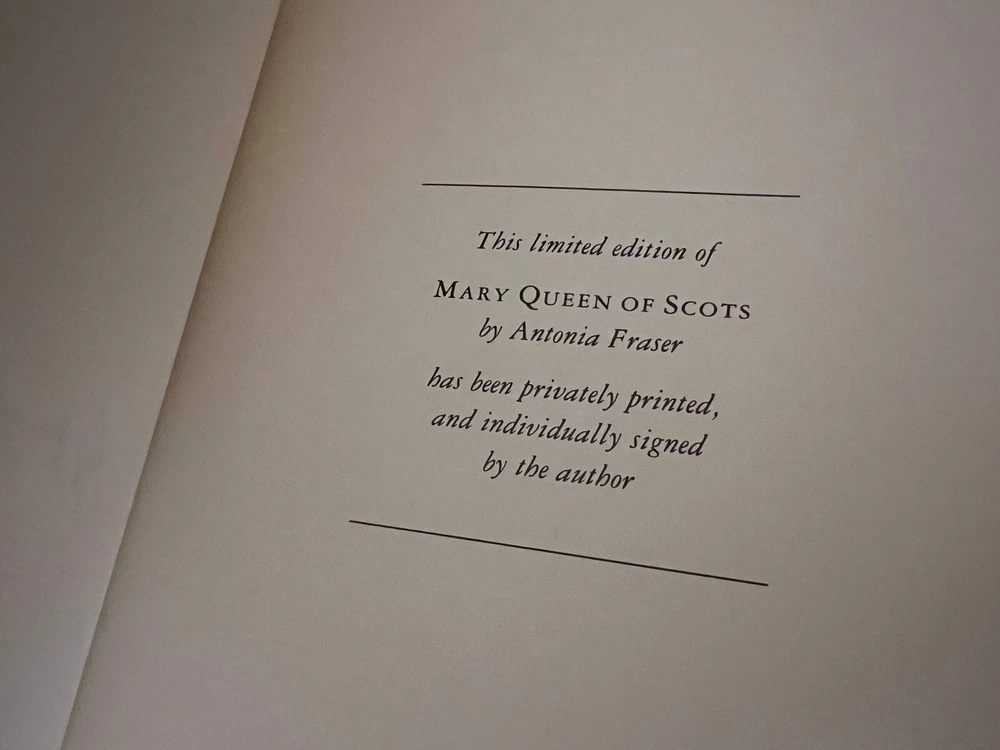 This limited edition of
MARY QUEEN OF SCOTS
by Antonia Fraser
has been privately printed,
and individually signed
by the author